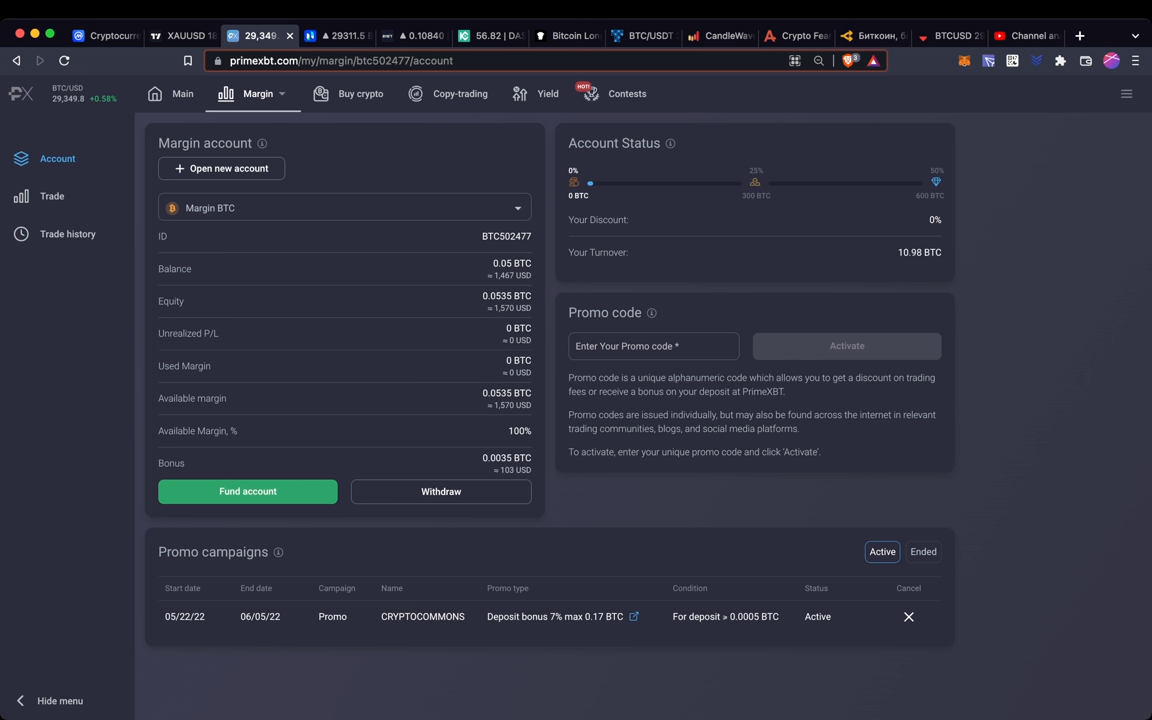 Cryptocurre
XAUUSD 18
29,349.
29311.5 B
0.10840
56.82 | DAS
Bitcoin Lon
BTC/USDT
CandleWave
Crypto Fea
Биткоин, б
BTCUSD 29
Channel an
primexbt.com/my/margin/btc502477/account
3
BTC/USD
29,349.8 +0.58%
Main
Margin
Buy crypto
Copy-trading
Yield
HOT!
Contests
Account
Trade
Trade history
Hide menu
Margin account
+ Open new account
Margin BTC
ID BTC502477
Balance 0.05 BTC
≈ 1,467 USD
Equity 0.0535 BTC
≈ 1,570 USD
Unrealized P/L 0 BTC
≈ 0 USD
Used Margin 0 BTC
≈ 0 USD
Available margin 0.0535 BTC
≈ 1,570 USD
Available Margin, % 100%
Bonus 0.0035 BTC
≈ 103 USD
Fund account Withdraw
Account Status
0% 25% 50%
0 BTC 300 BTC 600 BTC
Your Discount: 0%
Your Turnover: 10.98 BTC
Promo code
Enter Your Promo code * Activate
Promo code is a unique alphanumeric code which allows you to get a discount on trading
fees or receive a bonus on your deposit at PrimeXBT.
Promo codes are issued individually, but may also be found across the internet in relevant
trading communities, blogs, and social media platforms.
To activate, enter your unique promo code and click 'Activate'.
Promo campaigns Active Ended
Start date End date Campaign Name Promo type Condition Status Cancel
05/22/22 06/05/22 Promo CRYPTOCOMMONS Deposit bonus 7% max 0.17 BTC For deposit ≥ 0.0005 BTC Active